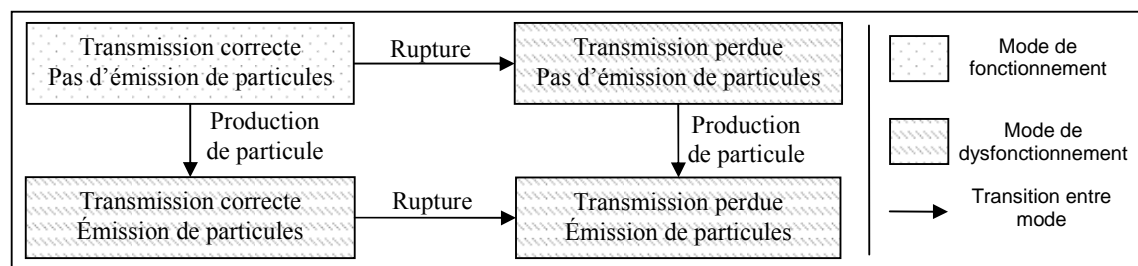 Transmission correcte
Pas d’émission de particules
Rupture
Transmission perdue
Pas d’émission de particules
Production
de particule
Production
de particule
Transmission correcte
Émission de particules
Rupture
Transmission perdue
Émission de particules
Mode de
fonctionnement
Mode de
dysfonctionnement
Transition entre
mode